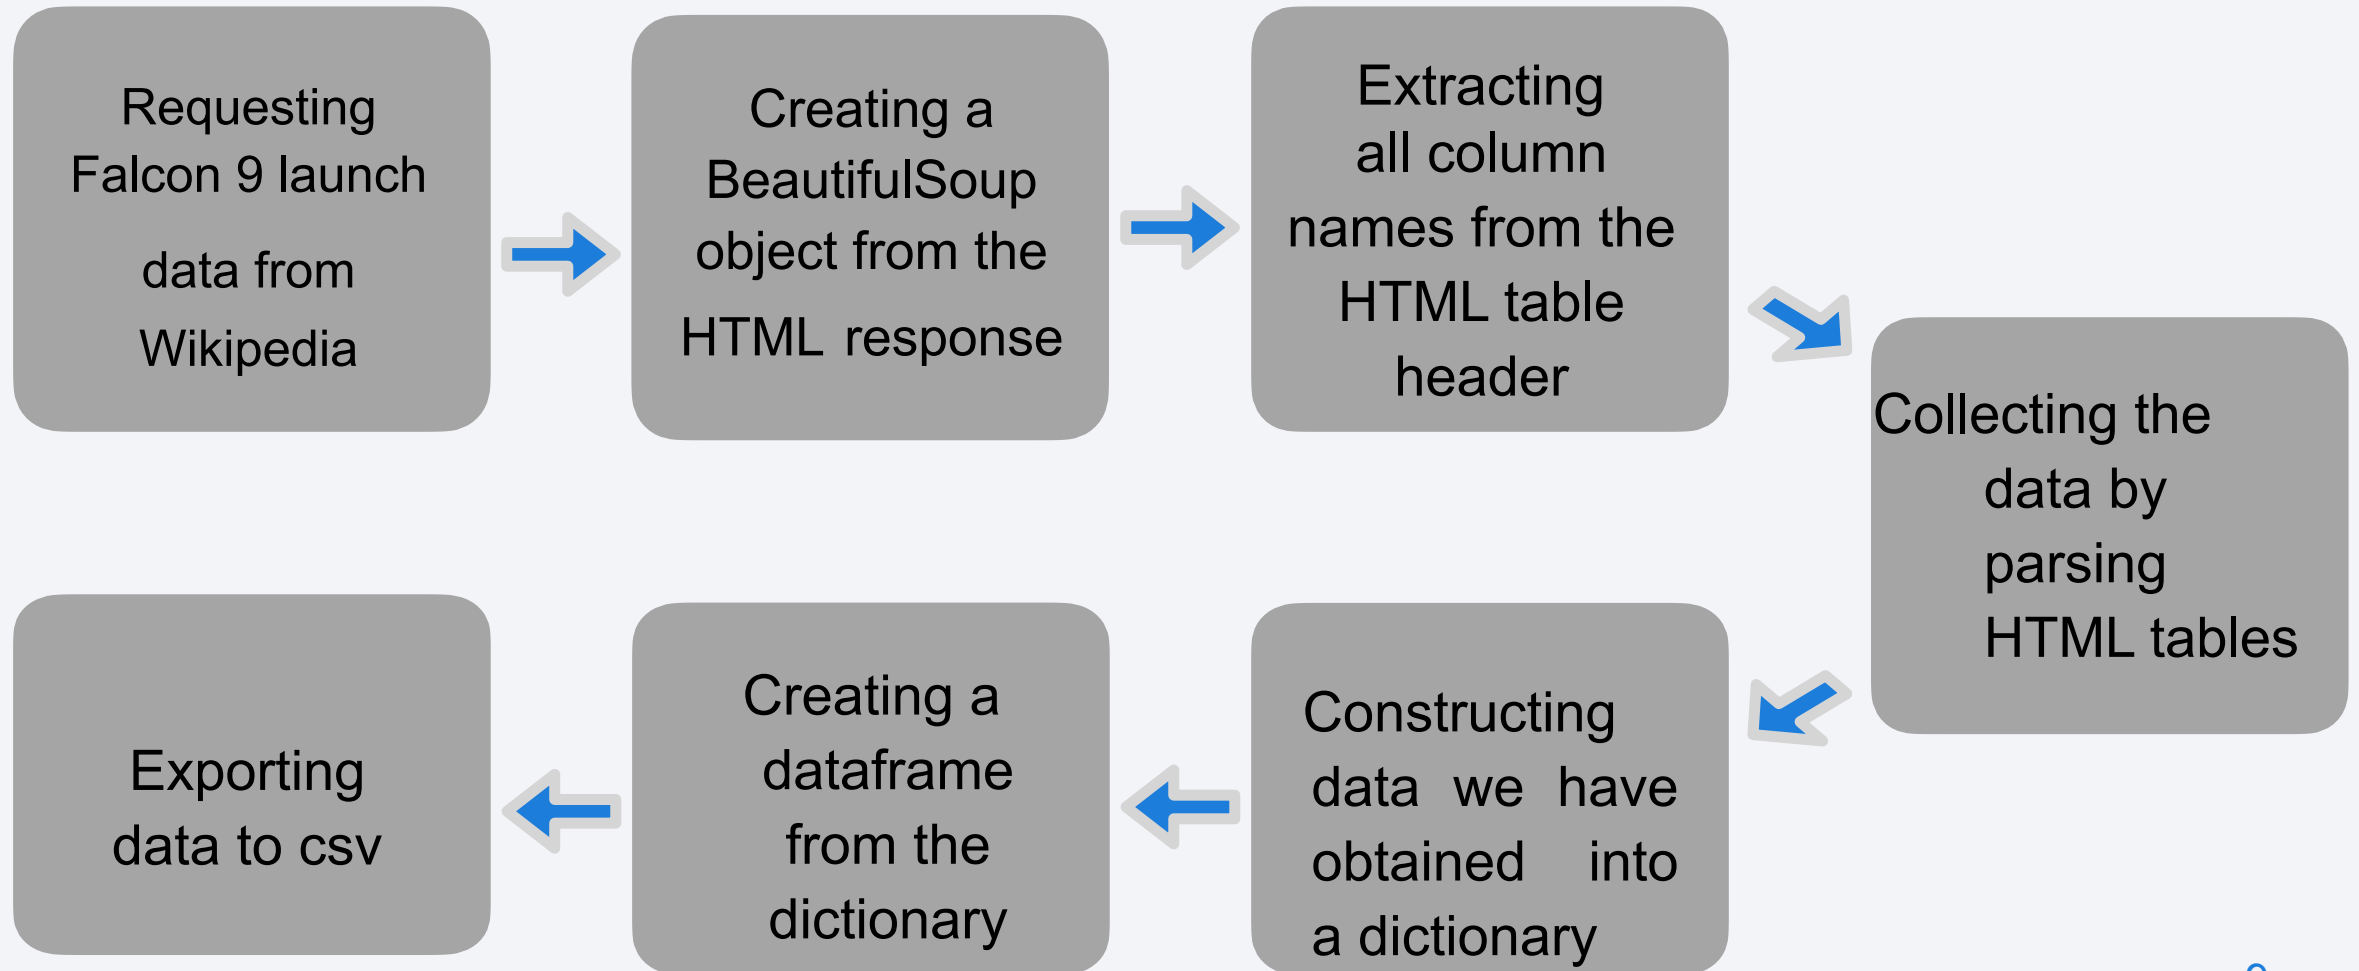 Requesting
Falcon 9 launch
data from
Wikipedia
Creating a
BeautifulSoup
object from the
HTML response
Extracting
all column
names from the
HTML table
header
Collecting the
data by
parsing
HTML tables
Constructing
data we have
obtained into
a dictionary
Creating a
dataframe
from the
dictionary
Exporting
data to csv